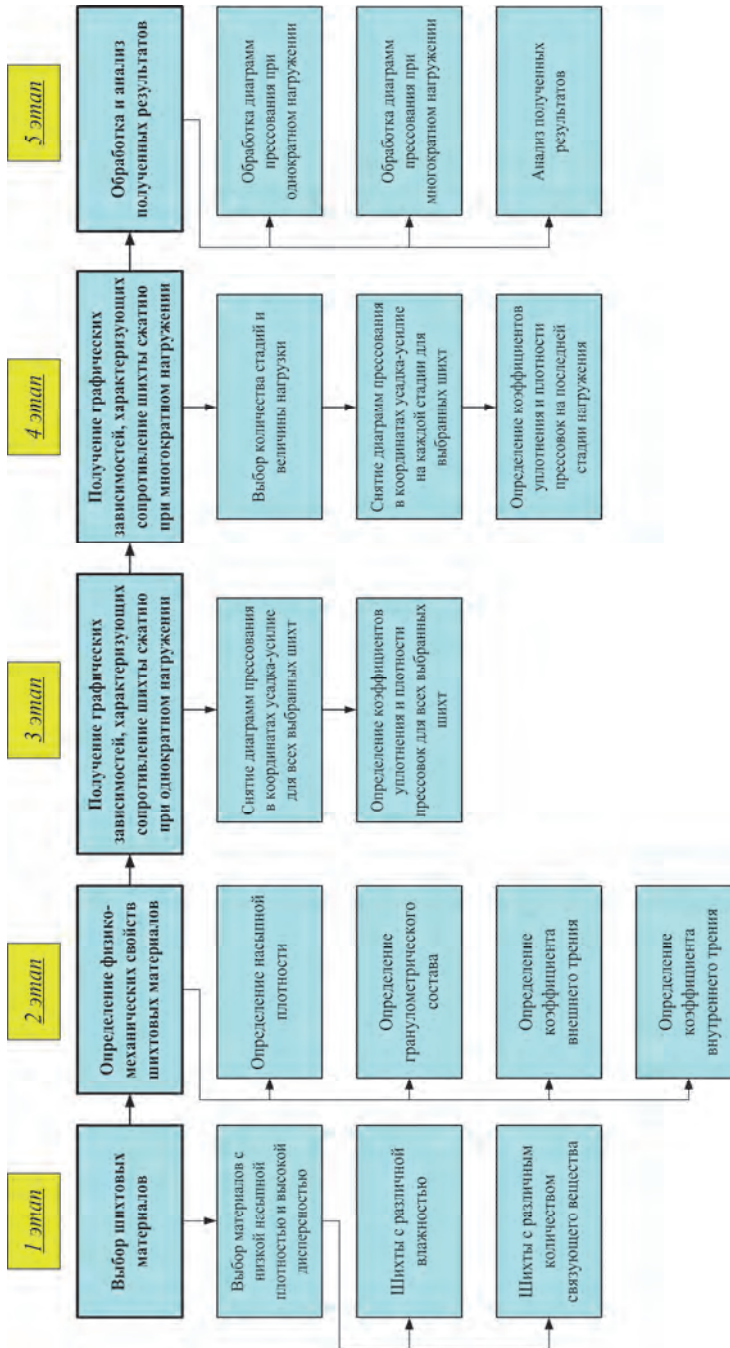 1 этап
Выбор шихтовых
материалов
Выбор материалов с
низкой насыпной
плотностью и высокой
дисперсностью
Шихты с различной
влажностью
Шихты с различным
количеством
связующего вещества
2 этап
Определение физико-
механических свойств
шихтовых материалов
Определение насыпной
плотности
Определение
гранулометрического
состава
Определение
коэффициента
внешнего трения
Определение
коэффициента
внутреннего трения
3 этап
Получение графических
зависимостей, характеризующих
сопротивление шихты сжатию
при однократном нагружении
Снятие диаграмм прессования
в координатах усадка-усилие
для всех выбранных шихт
Определение коэффициентов
уплотнения и плотности
прессовок для всех выбранных
шихт
4 этап
Получение графических
зависимостей, характеризующих
сопротивление шихты сжатию
при многократном нагружении
Выбор количества стадий и
величины нагрузки
Снятие диаграмм прессования
в координатах усадка-усилие
на каждой стадии для
выбранных шихт
Определение коэффициентов
уплотнения и плотности
прессовок на последней
стадии нагружения
5 этап
Обработка и анализ
полученных результатов
Обработка диаграмм
прессования при
однократном нагружении
Обработка диаграмм
прессования при
многократном нагружении
Анализ полученных
результатов